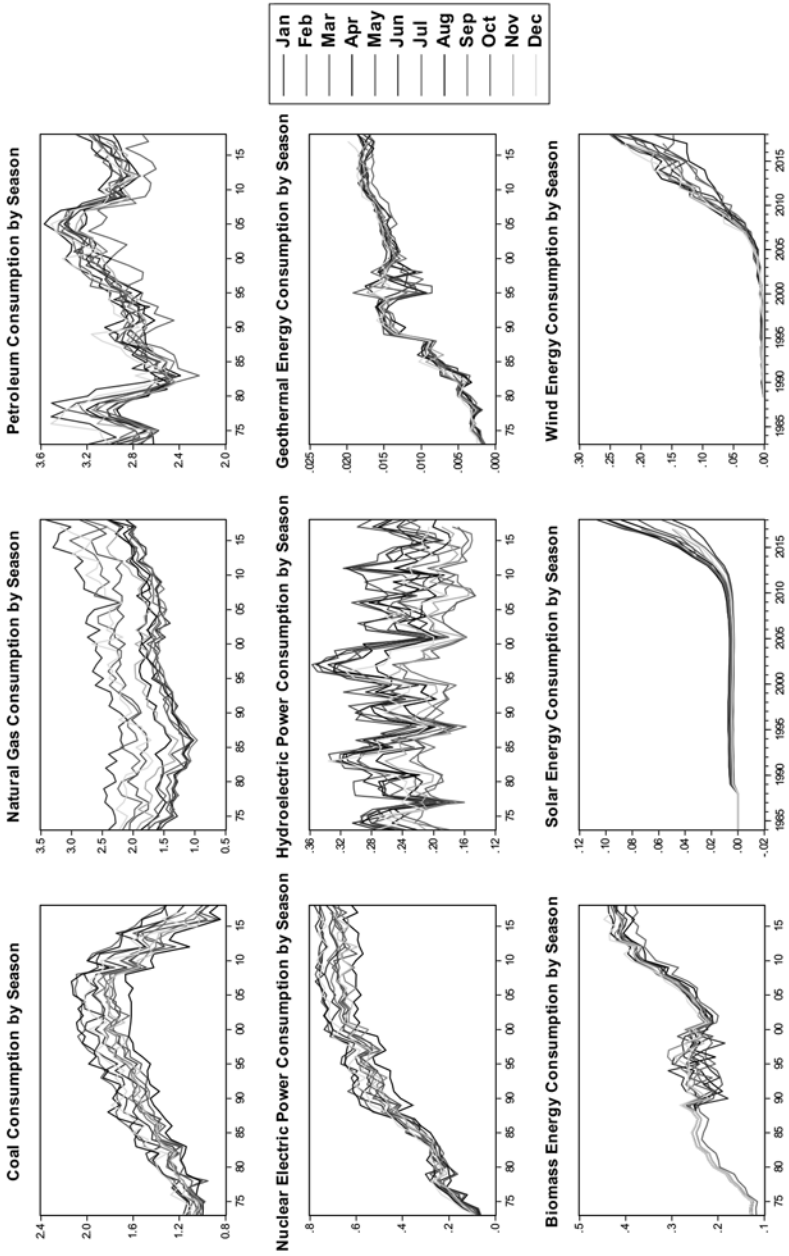 Coal Consumption by Season
2.4
2.0
1.6
1.2
0.8
75 80 85 90 95 00 05 10 15
Natural Gas Consumption by Season
3.5
3.0
2.5
2.0
1.5
1.0
0.5
75 80 85 90 95 00 05 10 15
Petroleum Consumption by Season
3.6
3.2
2.8
2.4
2.0
75 80 85 90 95 00 05 10 15
Nuclear Electric Power Consumption by Season
.8
.6
.4
.2
.0
75 80 85 90 95 00 05 10 15
Hydroelectric Power Consumption by Season
.36
.32
.28
.24
.20
.16
.12
75 80 85 90 95 00 05 10 15
Geothermal Energy Consumption by Season
.025
.020
.015
.010
.005
.000
75 80 85 90 95 00 05 10 15
Biomass Energy Consumption by Season
.5
.4
.3
.2
.1
75 80 85 90 95 00 05 10 15
Solar Energy Consumption by Season
.12
.10
.08
.06
.04
.02
.00
-.02
1985 1990 1995 2000 2005 2010 2015
Wind Energy Consumption by Season
.30
.25
.20
.15
.10
.05
.00
1985 1990 1995 2000 2005 2010 2015
Jan
Feb
Mar
Apr
May
Jun
Jul
Aug
Sep
Oct
Nov
Dec